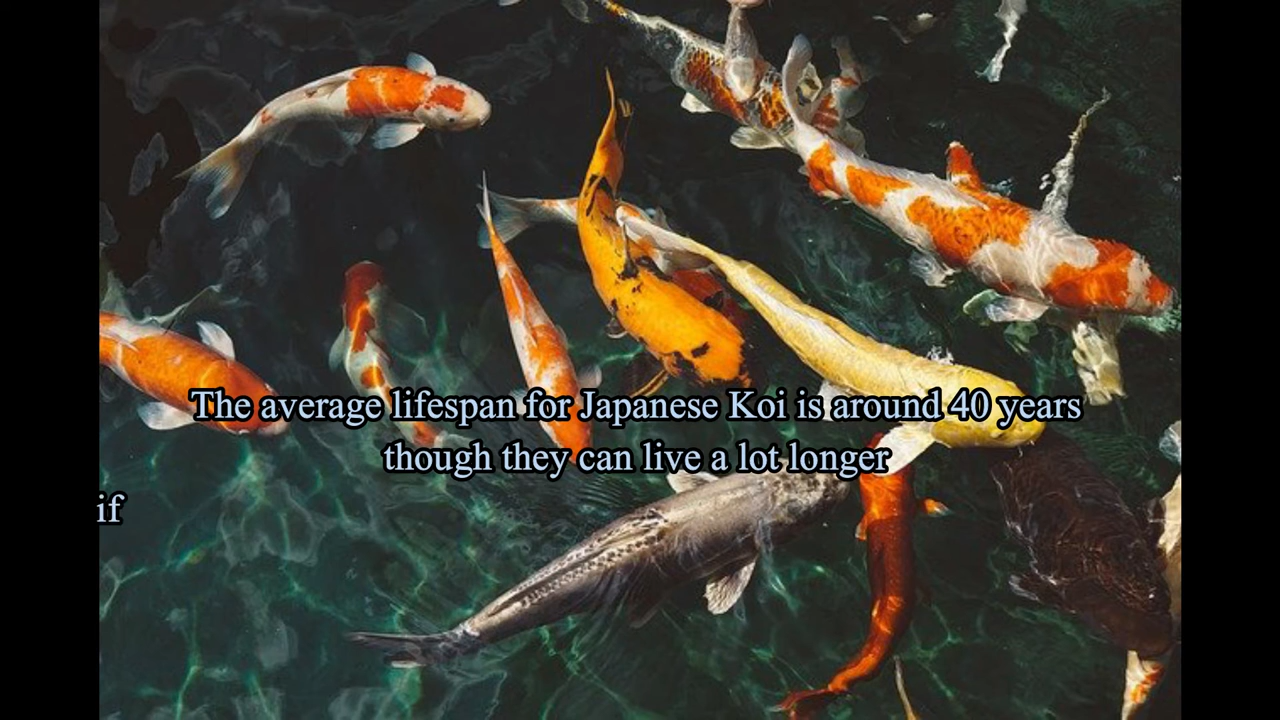 The average lifespan for Japanese Koi is around 40 years
though they can live a lot longer
if